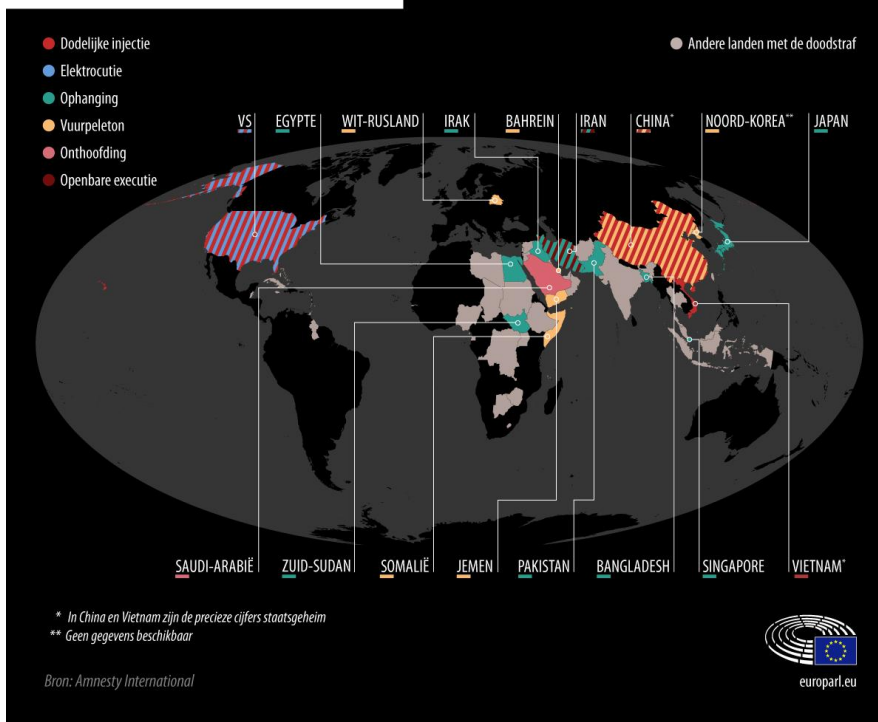 Dodelijke injectie
Elektrocutie
Ophanging
Vuurpeleton
Onthoofding
Openbare executie
Andere landen met de doodstraf
VS EGYPTE WIT-RUSLAND IRAK BAHREIN IRAN CHINA* NOORD-KOREA** JAPAN
SAUDI-ARABIË ZUID-SUDAN SOMALIË JEMEN PAKISTAN BANGLADESH SINGAPORE VIETNAM*
* In China en Vietnam zijn de precieze cijfers staatsgeheim
** Geen gegevens beschikbaar
Bron: Amnesty International
europarl.eu